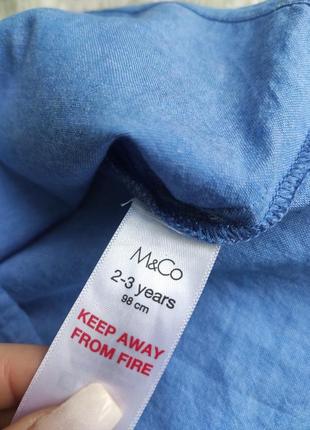 M&Co
2-3 years
98 cm
KEEP AWAY
FROM FIRE